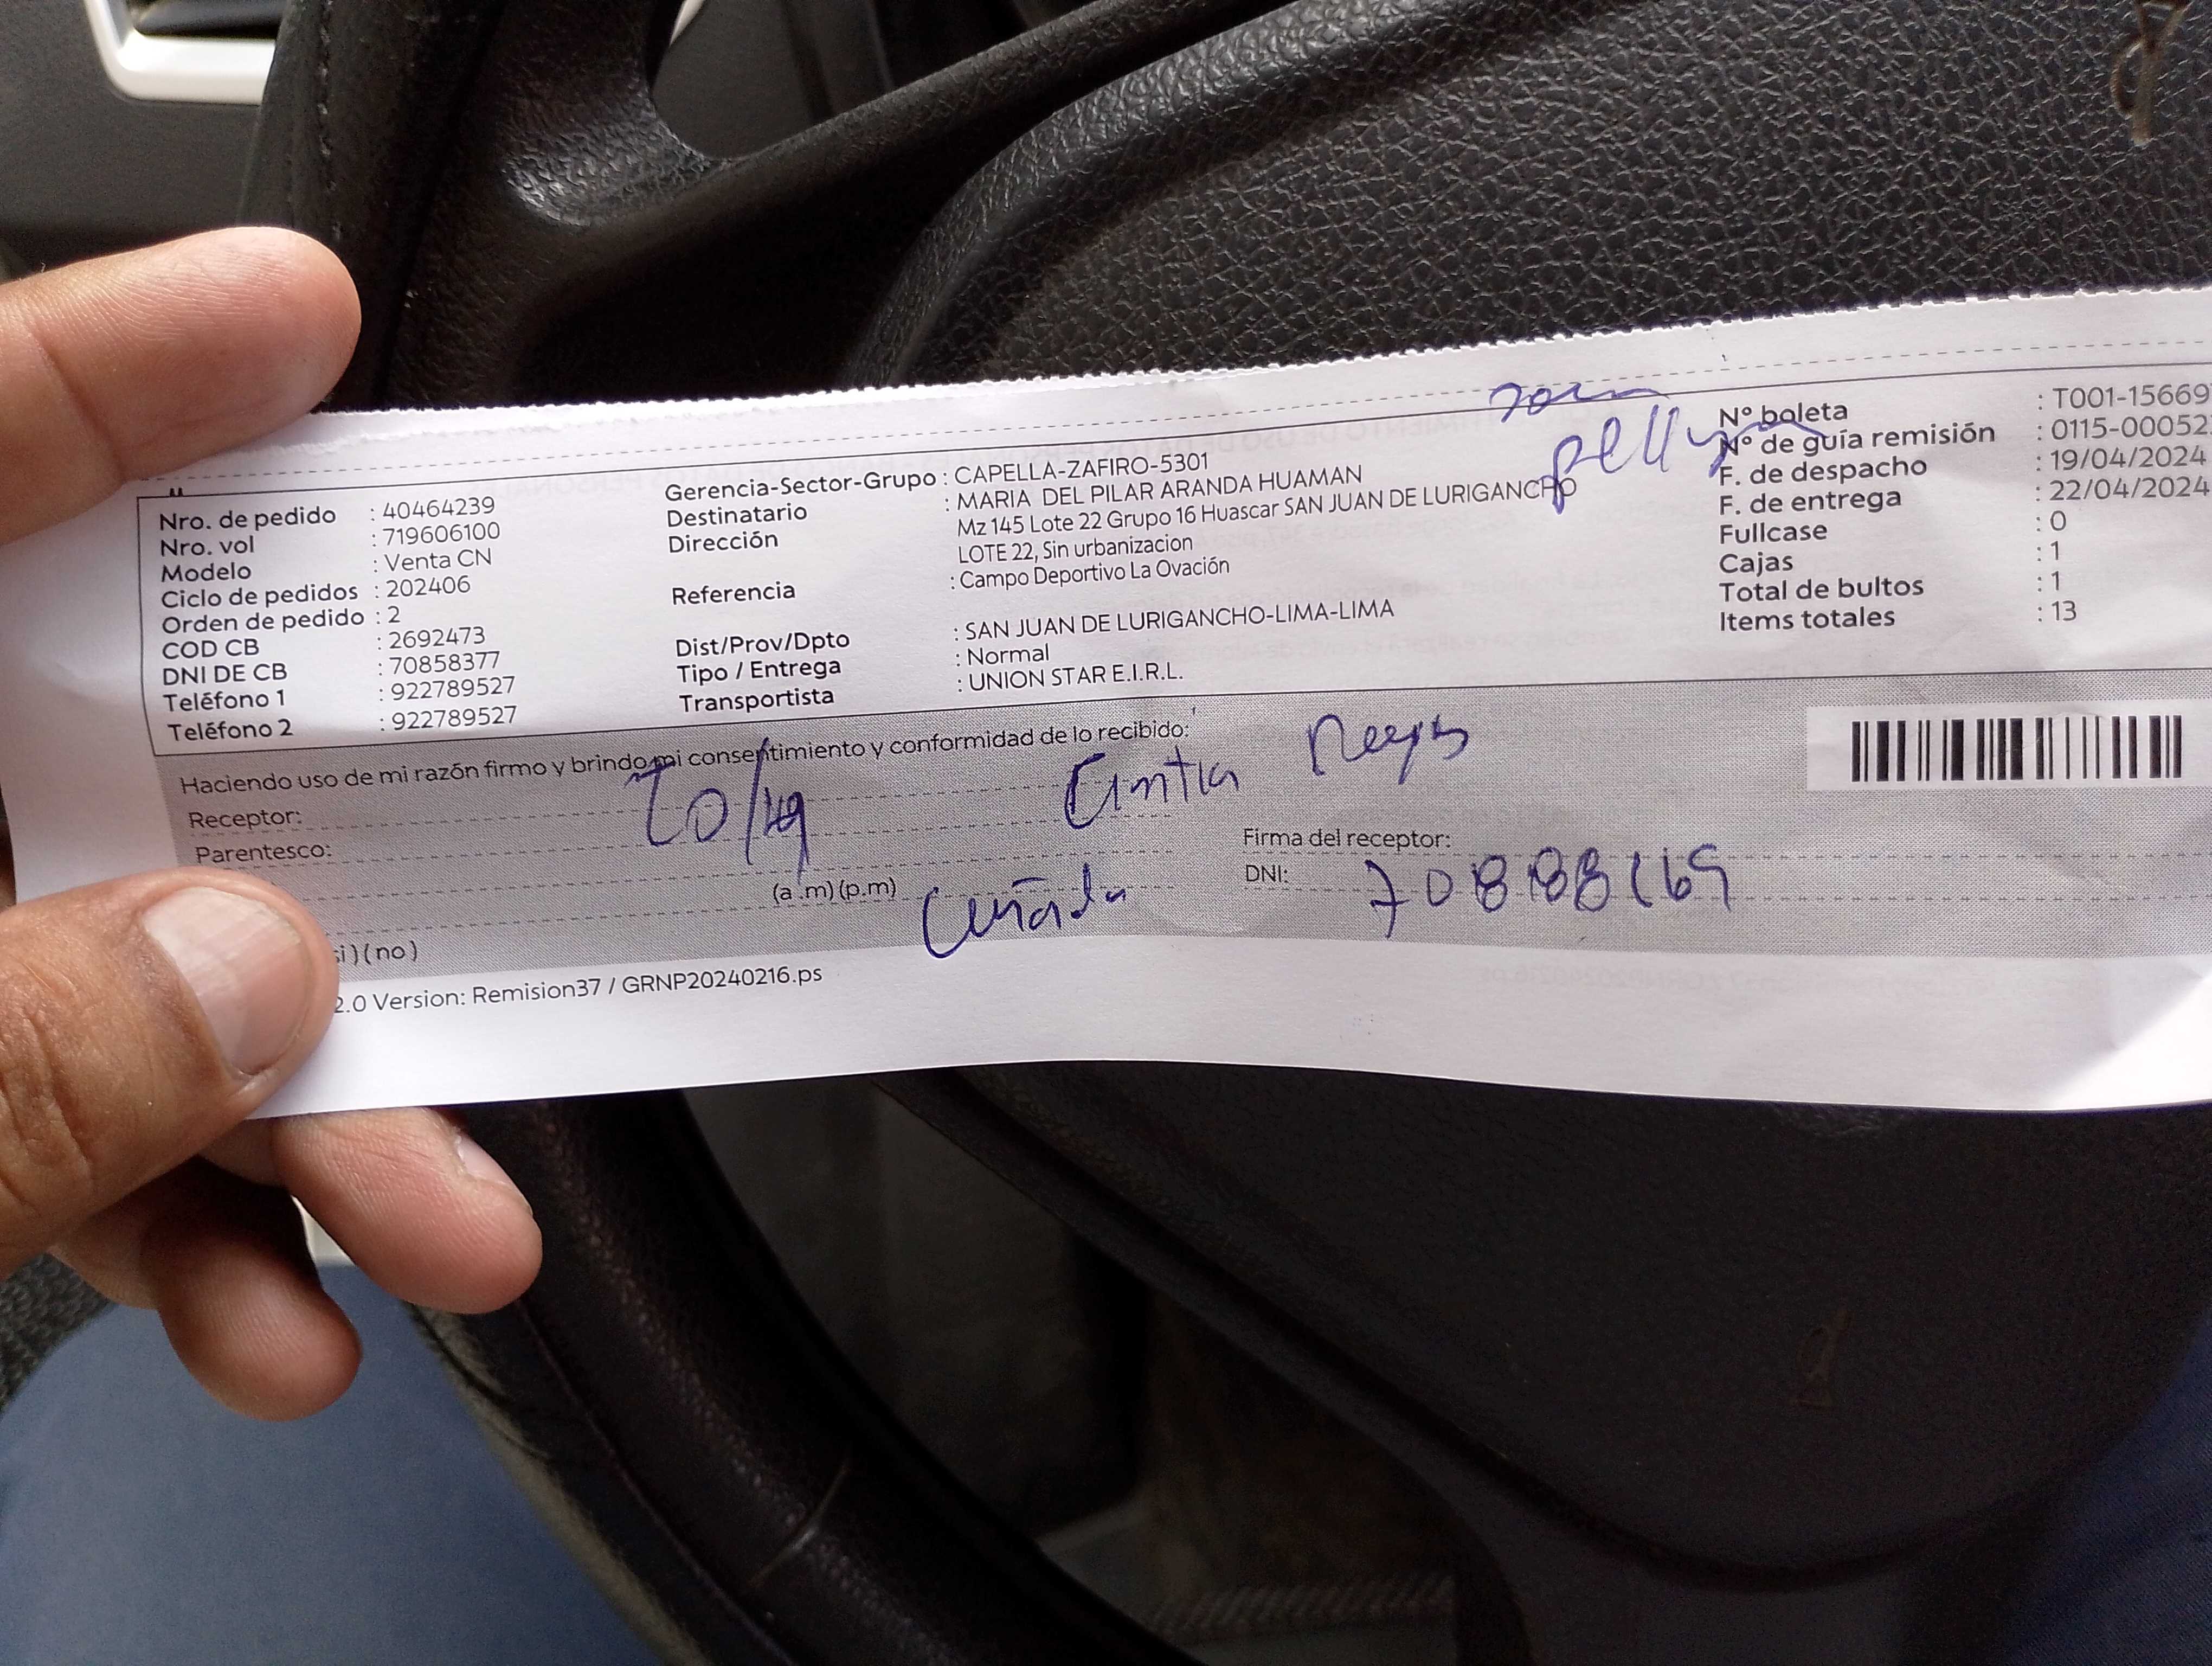 Nro. de pedido : 40464239
Nro. vol : 719606100
Modelo : Venta CN
Ciclo de pedidos : 202406
Orden de pedido : 2
COD CB : 2692473
DNI DE CB : 70858377
Teléfono 1 : 922789527
Teléfono 2 : 922789527
Gerencia-Sector-Grupo : CAPELLA-ZAFIRO-5301
Destinatario : MARIA DEL PILAR ARANDA HUAMAN
Dirección Mz 145 Lote 22 Grupo 16 Huascar SAN JUAN DE LURIGANCHO
LOTE 22, Sin urbanizacion
Referencia : Campo Deportivo La Ovación
Dist/Prov/Dpto : SAN JUAN DE LURIGANCHO-LIMA-LIMA
Tipo / Entrega : Normal
Transportista : UNION STAR E.I.R.L.
N° boleta : T001-15669
N° de guía remisión : 0115-00052
F. de despacho : 19/04/2024
F. de entrega : 22/04/2024
Fullcase : 0
Cajas : 1
Total de bultos : 1
Items totales : 13
Haciendo uso de mi razón firmo y brindo mi consentimiento y conformidad de lo recibido:
Receptor: Cintia
Parentesco:
Firma del receptor:
(a .m) (p.m) Cuñada
DNI: 70888169
si ) ( no )
2.0 Version: Remision37 / GRNP20240216.ps